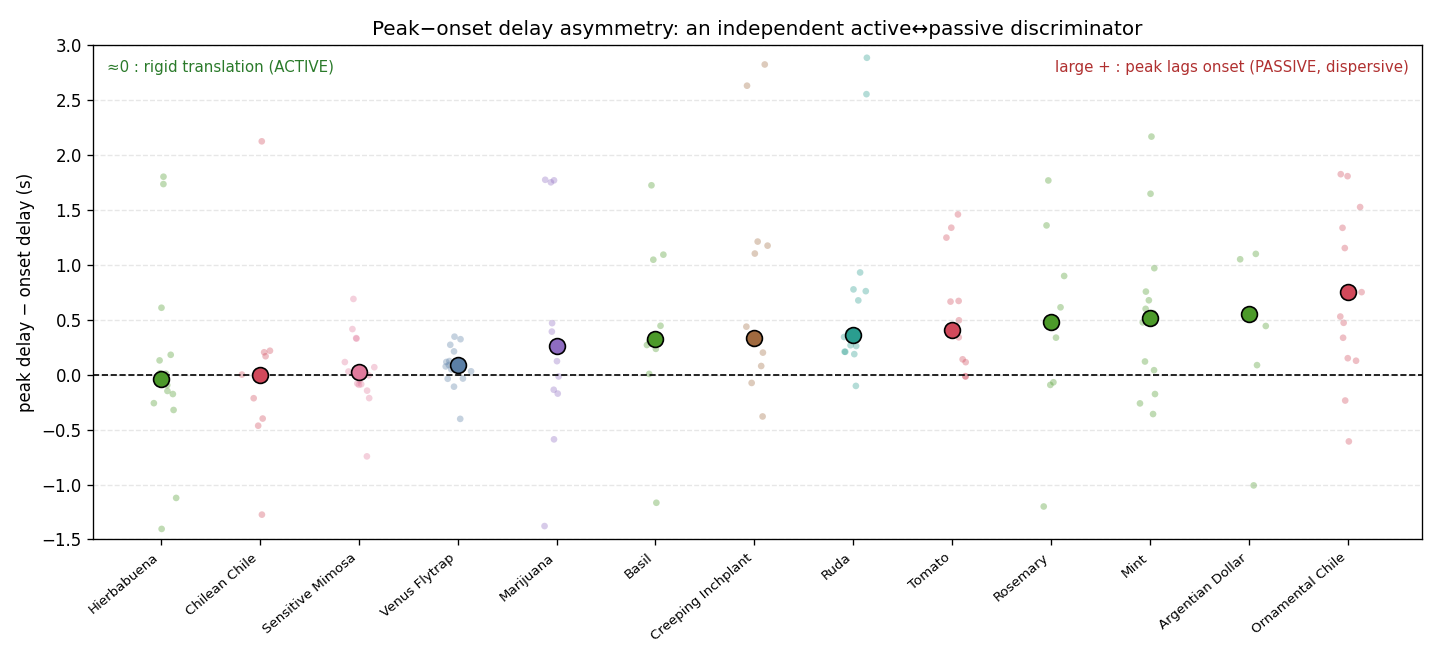 Peak−onset delay asymmetry: an independent active↔passive discriminator
≈0 : rigid translation (ACTIVE)
large + : peak lags onset (PASSIVE, dispersive)
peak delay − onset delay (s)
3.0
2.5
2.0
1.5
1.0
0.5
0.0
−0.5
−1.0
−1.5
Hierbabuena
Chilean Chile
Sensitive Mimosa
Venus Flytrap
Marijuana
Basil
Creeping Inchplant
Ruda
Tomato
Rosemary
Mint
Argentian Dollar
Ornamental Chile